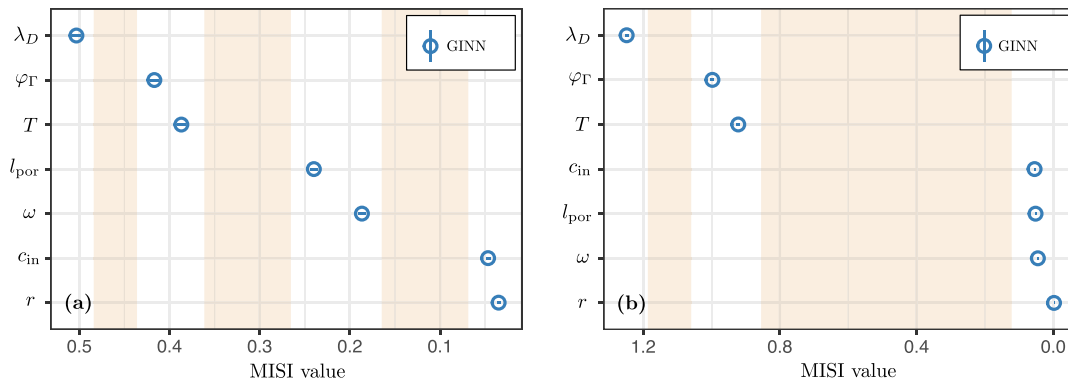 λ_D
φ_Γ
T
l_por
ω
c_in
r
(a)
GINN
0.5 0.4 0.3 0.2 0.1
MISI value
λ_D
φ_Γ
T
c_in
l_por
ω
r
(b)
GINN
1.2 0.8 0.4 0.0
MISI value